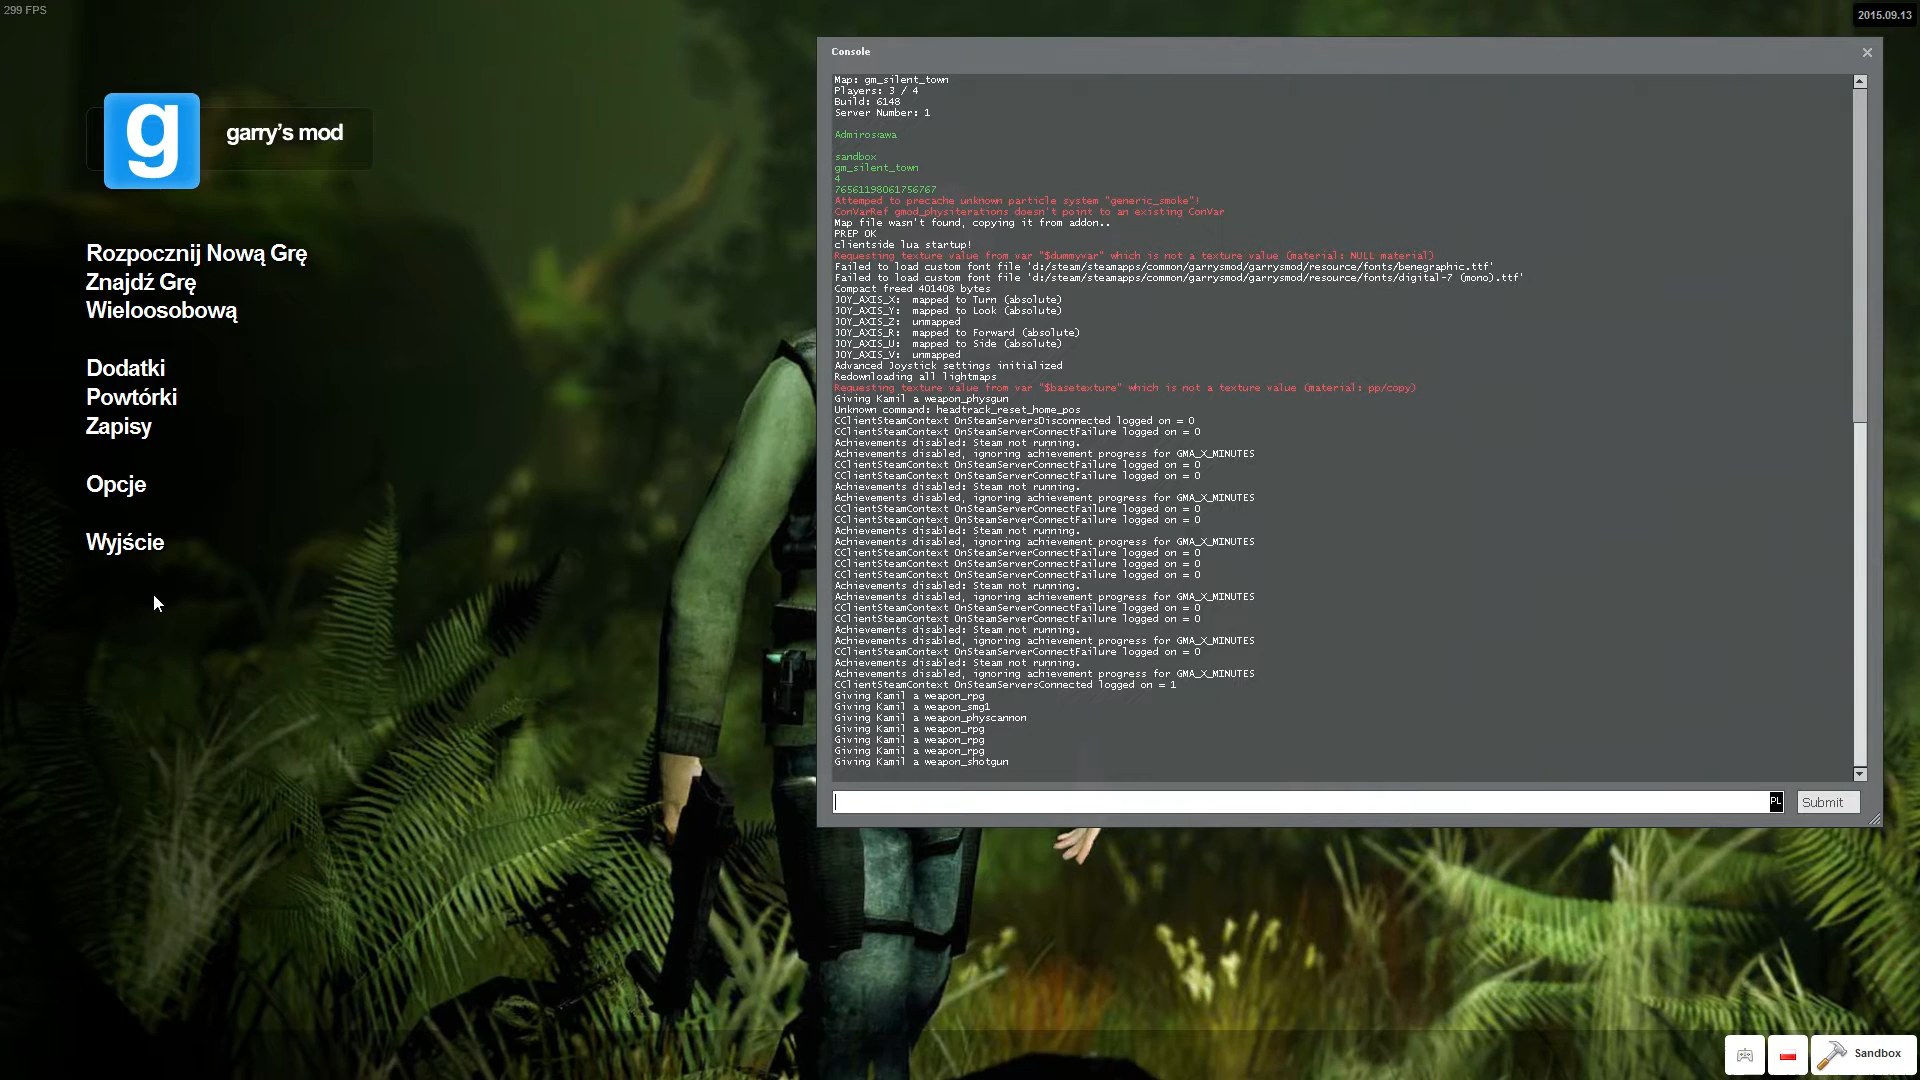 299 FPS
2015.09.13
g
garry's mod
Rozpocznij Nową Grę
Znajdź Grę
Wieloosobową
Dodatki
Powtórki
Zapisy
Opcje
Wyjście
Console
Map: gm_silent_town
Players: 3 / 4
Build: 6148
Server Number: 1
sandbox
gm_silent_town
4
76561198061756767
Attemped to precache unknown particle system "generic_smoke"!
ConVarRef gmod_physiterations doesn't point to an existing ConVar
Map file wasn't found, copying it from addon..
PREP OK
clientside lua startup!
Requesting texture value from var "$dummyvar" which is not a texture value (material: NULL material)
Failed to load custom font file 'd:/steam/steamapps/common/garrysmod/garrysmod/resource/fonts/benegraphic.ttf'
Failed to load custom font file 'd:/steam/steamapps/common/garrysmod/garrysmod/resource/fonts/digital-7 (mono).ttf'
Compact freed 401408 bytes
JOY_AXIS_X: mapped to Turn (absolute)
JOY_AXIS_Y: mapped to Look (absolute)
JOY_AXIS_Z: unmapped
JOY_AXIS_R: mapped to Forward (absolute)
JOY_AXIS_U: mapped to Side (absolute)
JOY_AXIS_V: unmapped
Advanced Joystick settings initialized
Redownloading all lightmaps
Requesting texture value from var "$basetexture" which is not a texture value (material: pp/copy)
Giving Kamil a weapon_physgun
Unknown command: headtrack_reset_home_pos
CClientSteamContext OnSteamServersDisconnected logged on = 0
CClientSteamContext OnSteamServerConnectFailure logged on = 0
Achievements disabled: Steam not running.
Achievements disabled, ignoring achievement progress for GMA_X_MINUTES
CClientSteamContext OnSteamServerConnectFailure logged on = 0
CClientSteamContext OnSteamServerConnectFailure logged on = 0
Achievements disabled: Steam not running.
Achievements disabled, ignoring achievement progress for GMA_X_MINUTES
CClientSteamContext OnSteamServerConnectFailure logged on = 0
CClientSteamContext OnSteamServerConnectFailure logged on = 0
Achievements disabled: Steam not running.
Achievements disabled, ignoring achievement progress for GMA_X_MINUTES
CClientSteamContext OnSteamServerConnectFailure logged on = 0
CClientSteamContext OnSteamServerConnectFailure logged on = 0
CClientSteamContext OnSteamServerConnectFailure logged on = 0
Achievements disabled: Steam not running.
Achievements disabled, ignoring achievement progress for GMA_X_MINUTES
CClientSteamContext OnSteamServerConnectFailure logged on = 0
CClientSteamContext OnSteamServerConnectFailure logged on = 0
Achievements disabled: Steam not running.
Achievements disabled, ignoring achievement progress for GMA_X_MINUTES
CClientSteamContext OnSteamServerConnectFailure logged on = 0
Achievements disabled: Steam not running.
Achievements disabled, ignoring achievement progress for GMA_X_MINUTES
CClientSteamContext OnSteamServersConnected logged on = 1
Giving Kamil a weapon_rpg
Giving Kamil a weapon_smg1
Giving Kamil a weapon_physcannon
Giving Kamil a weapon_rpg
Giving Kamil a weapon_rpg
Giving Kamil a weapon_rpg
Giving Kamil a weapon_shotgun
PL
Submit
Sandbox